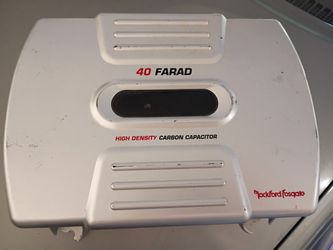 40 FARAD
HIGH DENSITY CARBON CAPACITOR
Rockford Fosgate